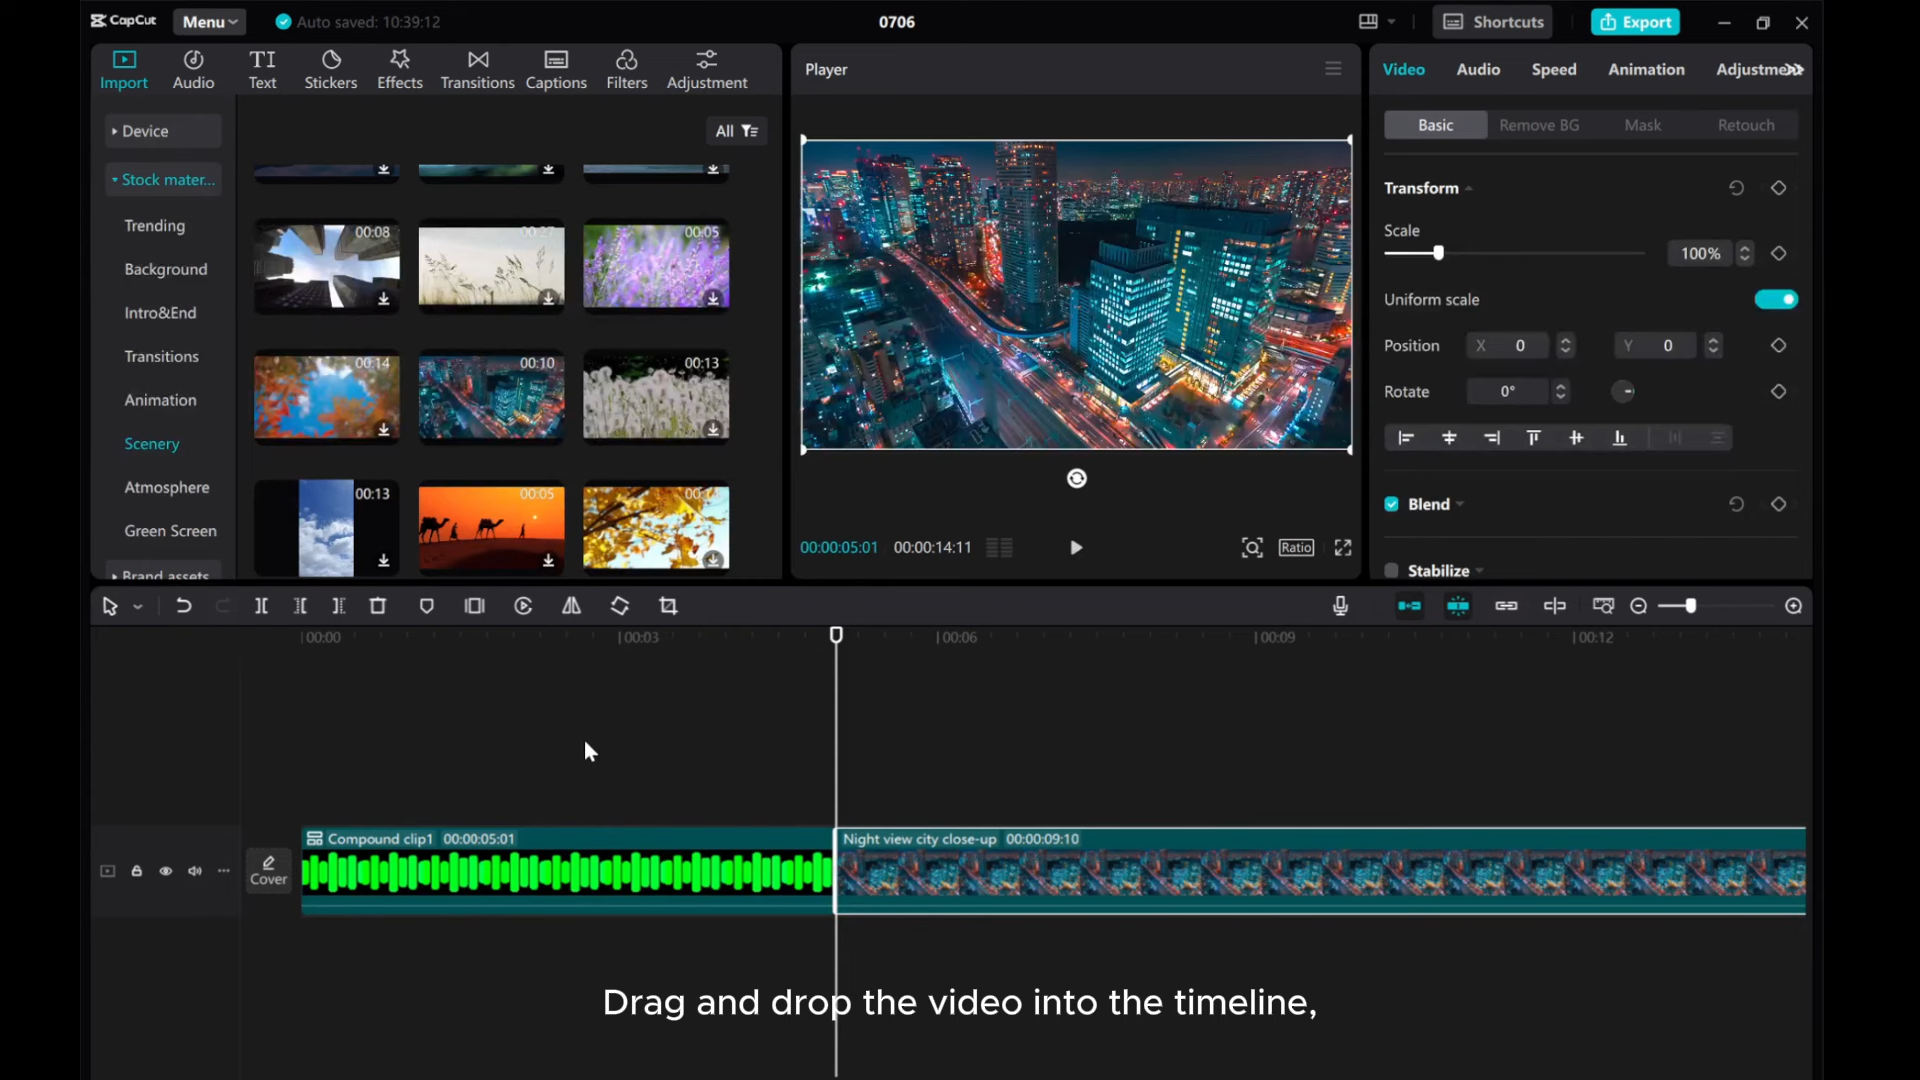 CapCut
Menu
Auto saved: 10:39:12
0706
Shortcuts
Export
Import
Audio
TI
Text
Stickers
Effects
Transitions
Captions
Filters
Adjustment
Device
Stock mater...
Trending
Background
Intro&End
Transitions
Animation
Scenery
Atmosphere
Green Screen
Brand assets
All
00:08
00:27
00:05
00:14
00:10
00:13
00:13
00:05
Player
00:00:05:01
00:00:14:11
Ratio
Video
Audio
Speed
Animation
Adjustment
Basic
Remove BG
Mask
Retouch
Transform
Scale
100%
Uniform scale
Position
X 0
Y 0
Rotate
0°
Blend
Stabilize
00:00
00:03
00:06
00:09
00:12
Cover
Compound clip1 00:00:05:01
Night view city close-up 00:00:09:10
Drag and drop the video into the timeline,